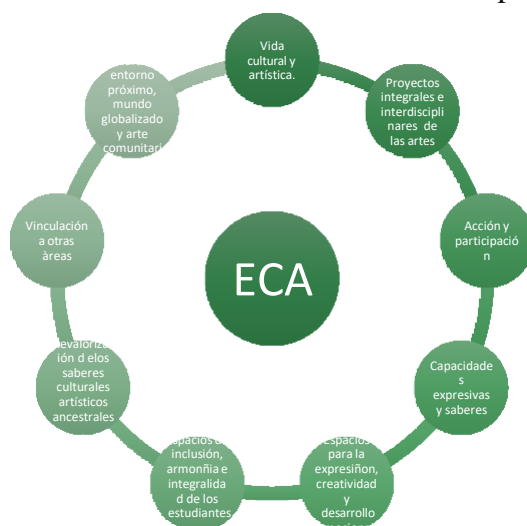 Vida
cultural y
artística.
Proyectos
integrales e
interdiscipli
nares de
las artes
Acción y
participació
n
Capacidade
s
expresivas
y saberes
Espacios
para la
expresiñon,
creatividad
y
desarrollo
inclusión,
armonñia e
integralida
d de los
estudiantes
ión d elos
saberes
culturales
artísticos
ancestrales
Vinculación
a otras
àreas
entorno
próximo,
mundo
globalizado
y arte
comunitari
ECA